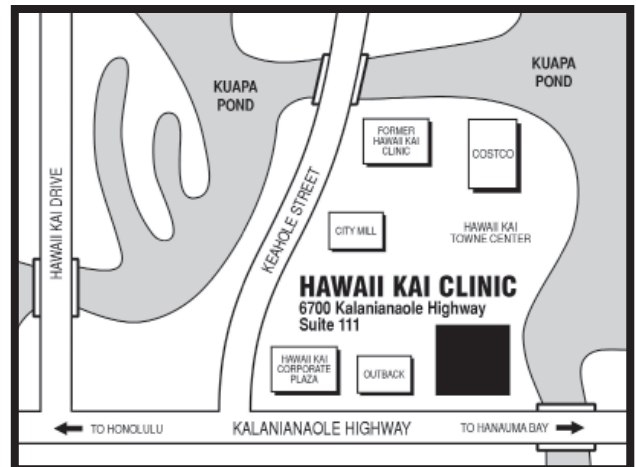 KUAPA
POND
KUAPA
POND
FORMER
HAWAII KAI
CLINIC
COSTCO
HAWAII KAI DRIVE
KEAHOLE STREET
CITY MILL
HAWAII KAI
TOWNE CENTER
HAWAII KAI CLINIC
6700 Kalanianaole Highway
Suite 111
HAWAII KAI
CORPORATE
PLAZA
OUTBACK
TO HONOLULU
KALANIANAOLE HIGHWAY
TO HANAUMA BAY